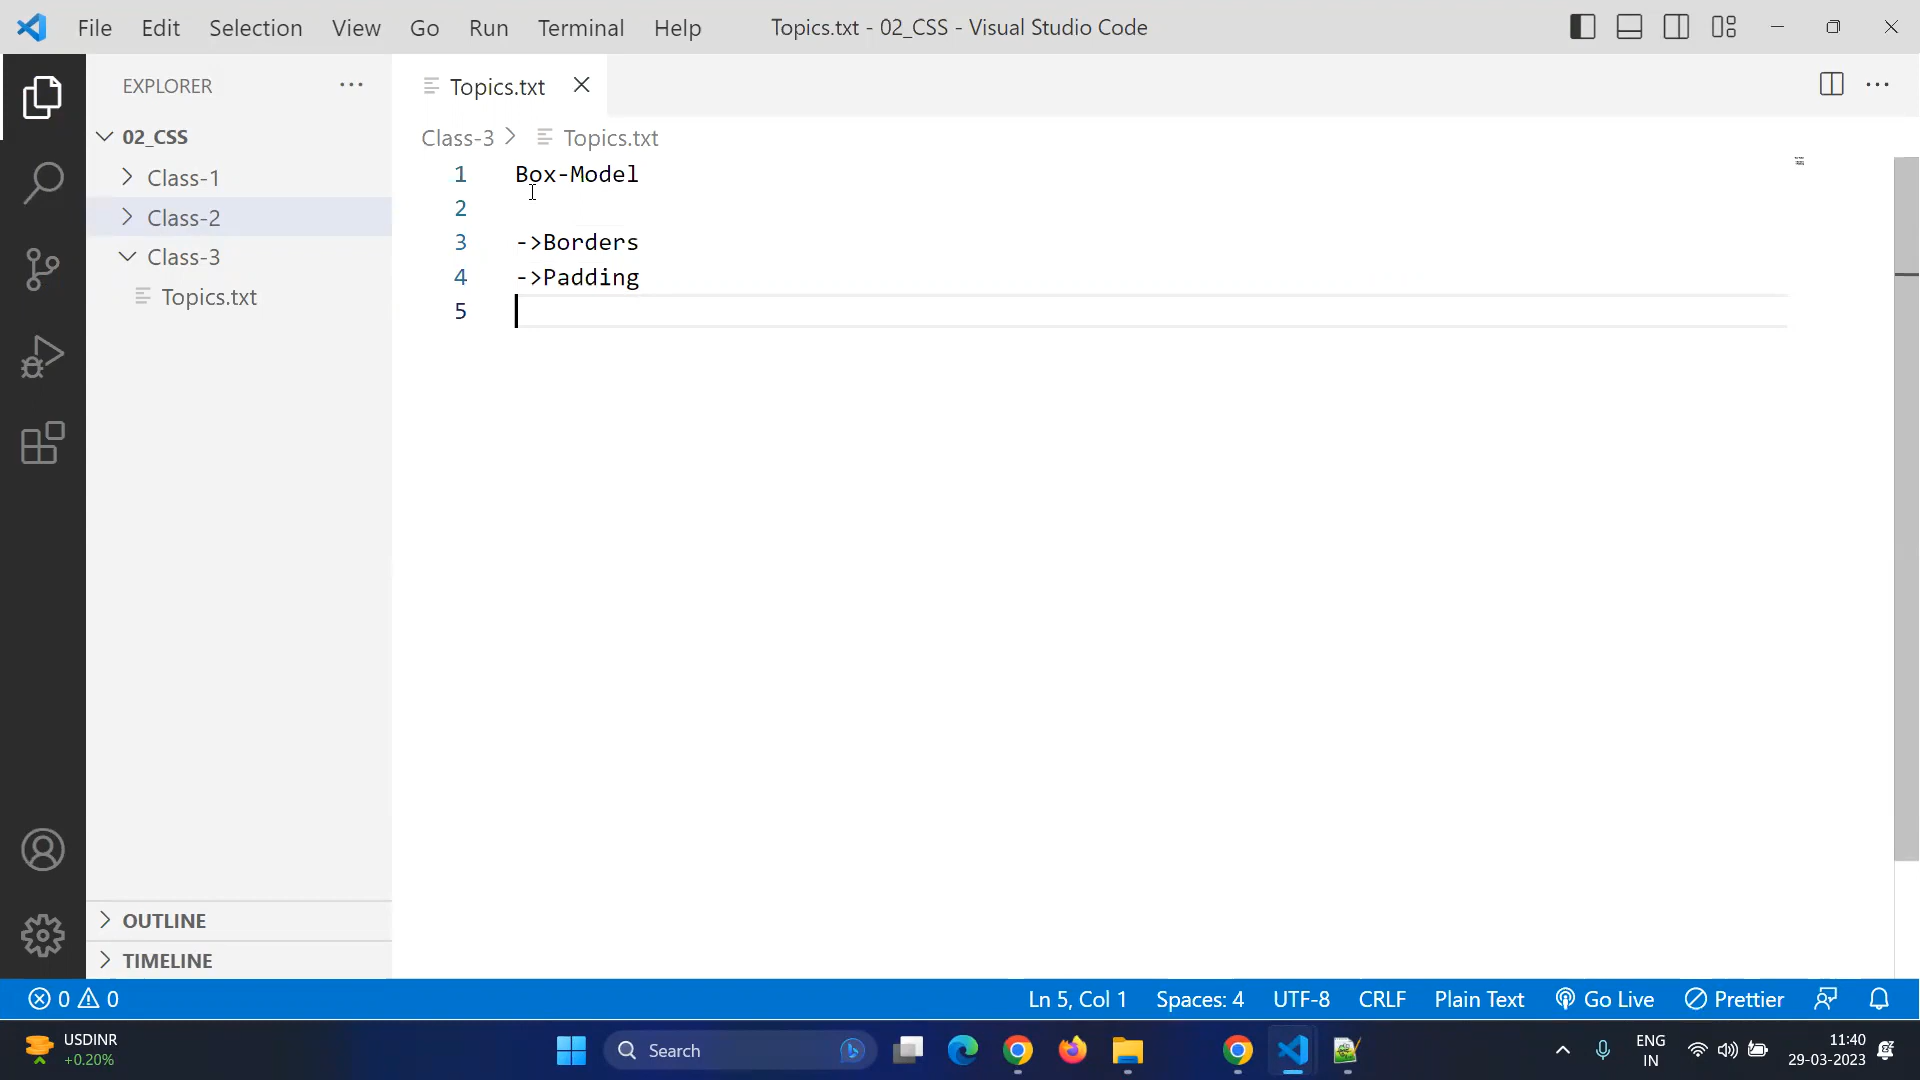 File Edit Selection View Go Run Terminal Help Topics.txt - 02_CSS - Visual Studio Code
EXPLORER
Topics.txt
02_CSS
Class-1
Class-2
Class-3
Topics.txt
Class-3 > Topics.txt
1 Box-Model
2
3 ->Borders
4 ->Padding
5
OUTLINE
TIMELINE
0 0 Ln 5, Col 1 Spaces: 4 UTF-8 CRLF Plain Text Go Live Prettier
USDINR
+0.20%
Search
ENG
IN
11:40
29-03-2023